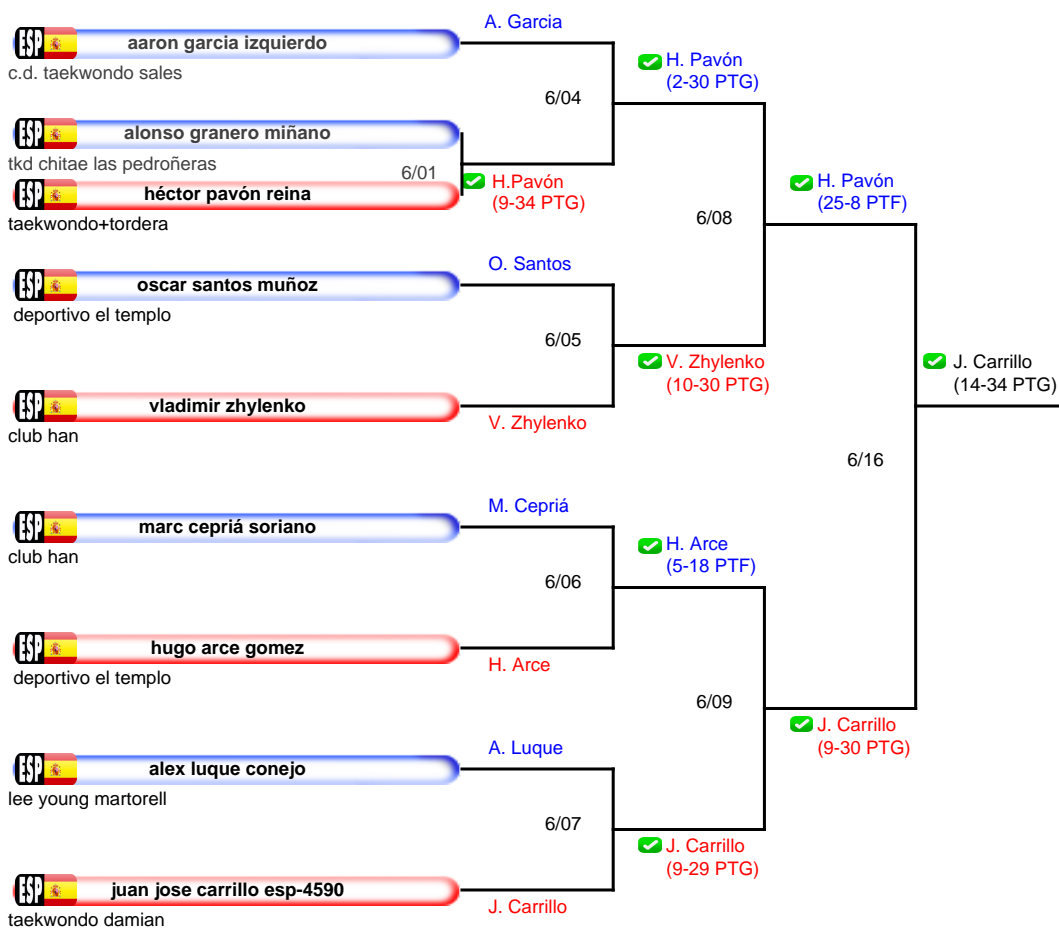 A. Garcia
ESP aaron garcia izquierdo
c.d. taekwondo sales
H. Pavón
(2-30 PTG)
6/04
ESP alonso granero miñano
tkd chitae las pedroñeras
6/01
H.Pavón
(9-34 PTG)
ESP héctor pavón reina
taekwondo+tordera
H. Pavón
(25-8 PTF)
6/08
O. Santos
ESP oscar santos muñoz
deportivo el templo
6/05
V. Zhylenko
(10-30 PTG)
J. Carrillo
(14-34 PTG)
ESP vladimir zhylenko
club han
V. Zhylenko
6/16
M. Cepriá
ESP marc cepriá soriano
club han
H. Arce
(5-18 PTF)
6/06
ESP hugo arce gomez
deportivo el templo
H. Arce
6/09
J. Carrillo
(9-30 PTG)
A. Luque
ESP alex luque conejo
lee young martorell
6/07
J. Carrillo
(9-29 PTG)
ESP juan jose carrillo esp-4590
taekwondo damian
J. Carrillo